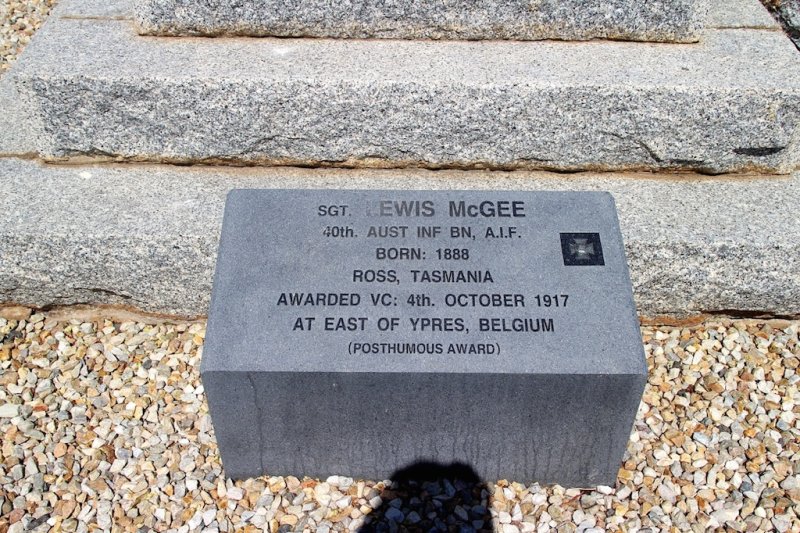 SGT. LEWIS McGEE
40th. AUST INF BN, A.I.F.
BORN: 1888
ROSS, TASMANIA
AWARDED VC: 4th. OCTOBER 1917
AT EAST OF YPRES, BELGIUM
(POSTHUMOUS AWARD)